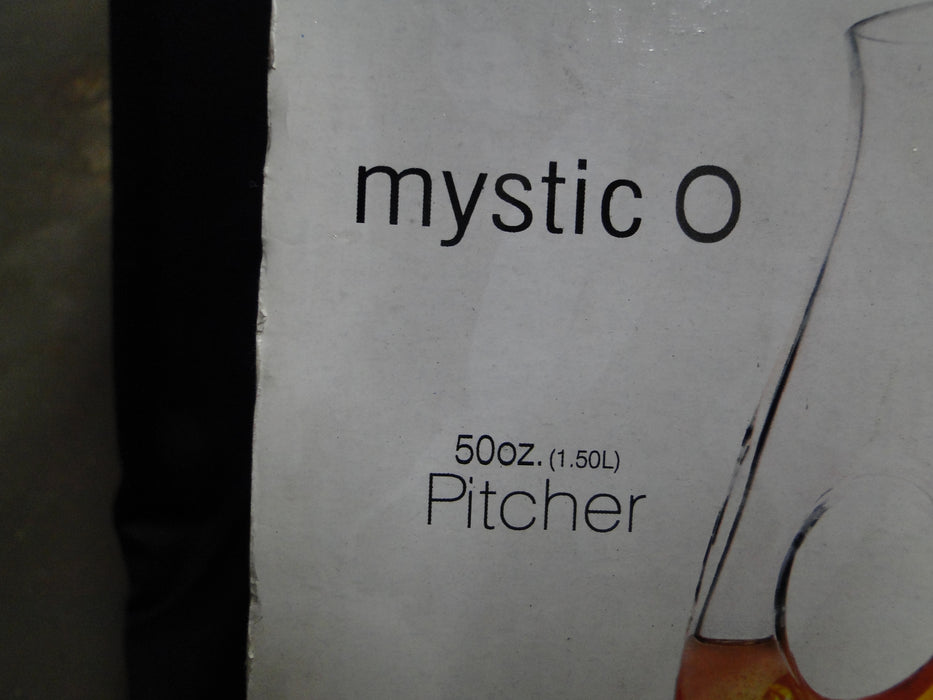 mystic O
50oz. (1.50L)
Pitcher